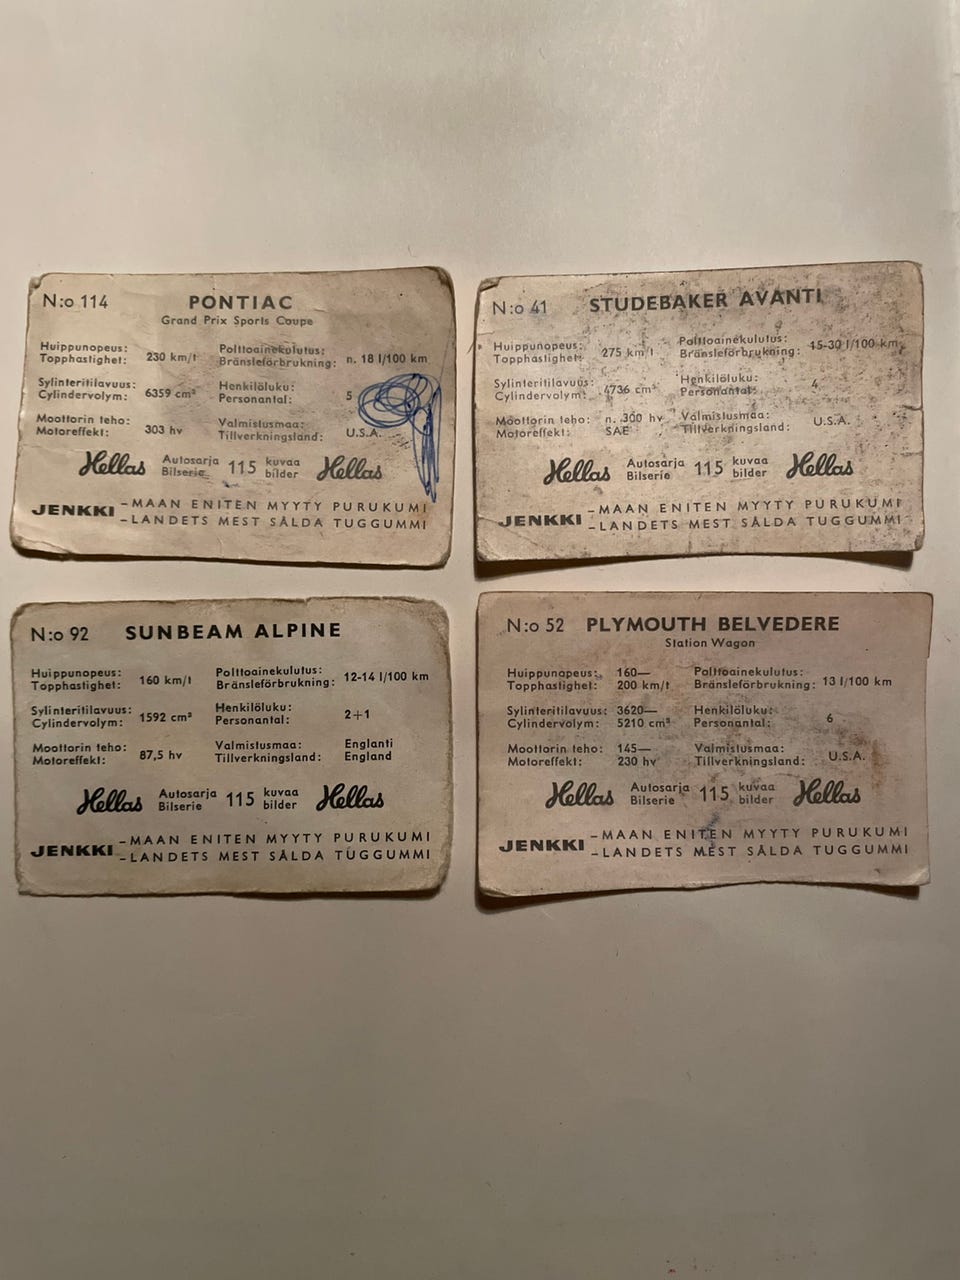 N:o 114
PONTIAC
Grand Prix Sports Coupe
Huippunopeus:
Topphastighet:
230 km/t
Polttoainekulutus:
Bränsleförbrukning:
n. 18 l/100 km
Sylinteritilavuus:
Cylindervolym:
6359 cm³
Henkilöluku:
Personantal:
5
Moottorin teho:
Motoreffekt:
303 hv
Valmistusmaa:
Tillverkningsland:
U.S.A.
Hellas
Autosarja
Bilserie
115
kuvaa
bilder
Hellas
JENKKI
–MAAN ENITEN MYYTY PURUKUMI
–LANDETS MEST SÅLDA TUGGUMMI
N:o 41
STUDEBAKER AVANTI
Huippunopeus:
Topphastighet:
275 km/t
Polttoainekulutus:
Bränsleförbrukning:
15-30 l/100 km
Sylinteritilavuus:
Cylindervolym:
4736 cm³
Henkilöluku:
Personantal:
4
Moottorin teho:
Motoreffekt:
n. 300 hv
SAE
Valmistusmaa:
Tillverkningsland:
U.S.A.
Hellas
Autosarja
Bilserie
115
kuvaa
bilder
Hellas
JENKKI
–MAAN ENITEN MYYTY PURUKUMI
–LANDETS MEST SÅLDA TUGGUMMI
N:o 92
SUNBEAM ALPINE
Huippunopeus:
Topphastighet:
160 km/t
Polttoainekulutus:
Bränsleförbrukning:
12-14 l/100 km
Sylinteritilavuus:
Cylindervolym:
1592 cm³
Henkilöluku:
Personantal:
2+1
Moottorin teho:
Motoreffekt:
87,5 hv
Valmistusmaa:
Tillverkningsland:
Englanti
England
Hellas
Autosarja
Bilserie
115
kuvaa
bilder
Hellas
JENKKI
–MAAN ENITEN MYYTY PURUKUMI
–LANDETS MEST SÅLDA TUGGUMMI
N:o 52
PLYMOUTH BELVEDERE
Station Wagon
Huippunopeus:
Topphastighet:
160—
200 km/t
Polttoainekulutus:
Bränsleförbrukning:
13 l/100 km
Sylinteritilavuus:
Cylindervolym:
3620—
5210 cm³
Henkilöluku:
Personantal:
6
Moottorin teho:
Motoreffekt:
145—
230 hv
Valmistusmaa:
Tillverkningsland:
U.S.A.
Hellas
Autosarja
Bilserie
115
kuvaa
bilder
Hellas
JENKKI
–MAAN ENITEN MYYTY PURUKUMI
–LANDETS MEST SÅLDA TUGGUMMI